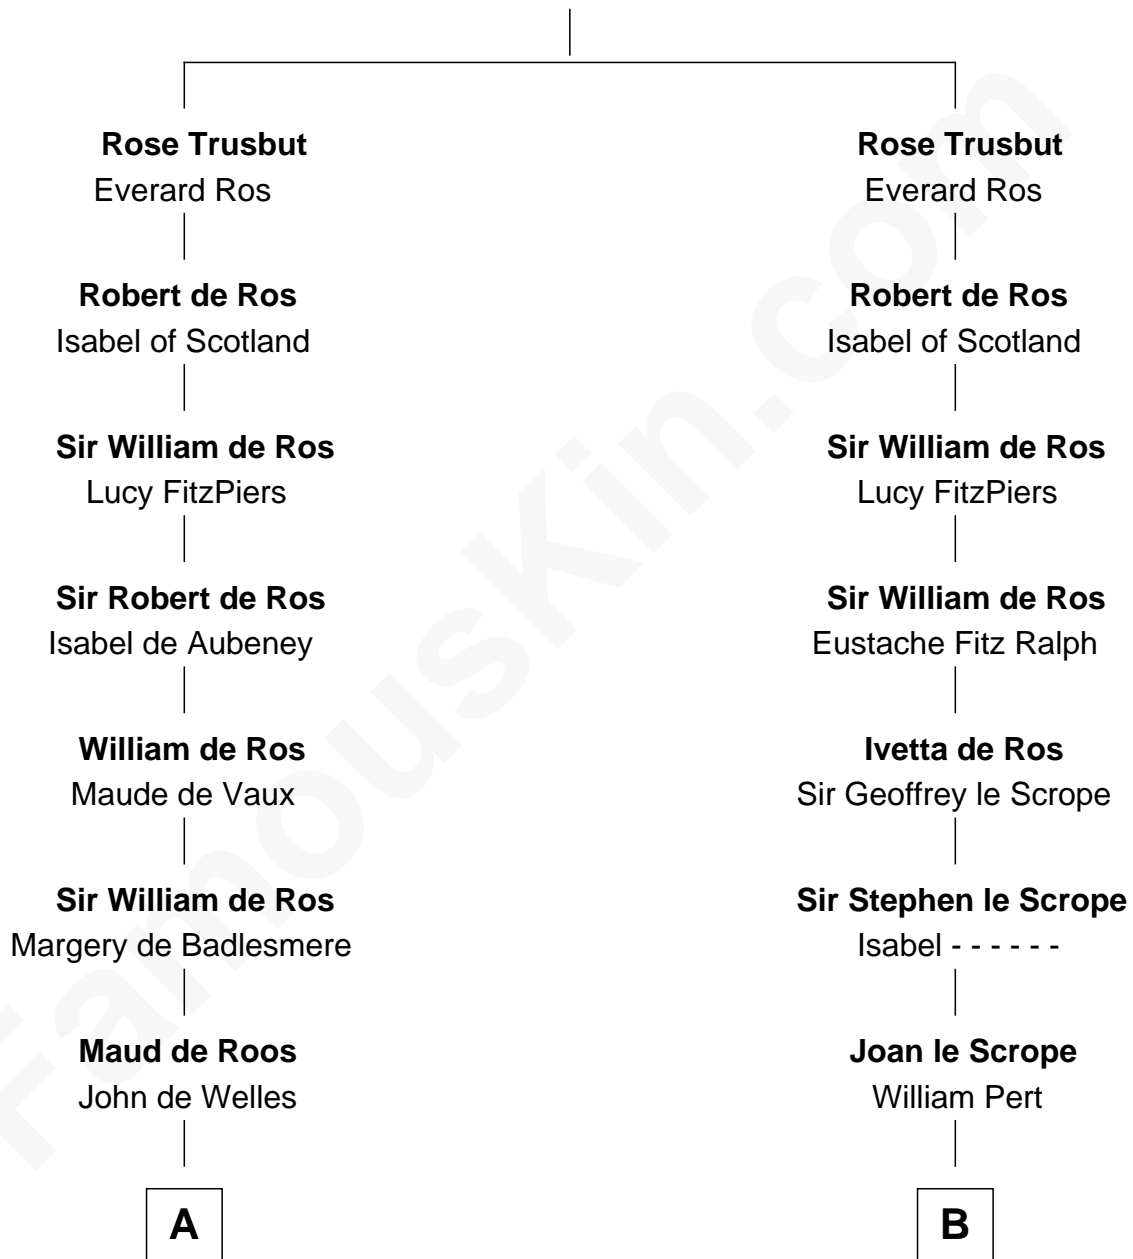 Rose Trusbut
Everard Ros
Robert de Ros
Isabel of Scotland
Sir William de Ros
Lucy FitzPiers
Sir Robert de Ros
Isabel de Aubeney
William de Ros
Maude de Vaux
Sir William de Ros
Margery de Badlesmere
Maud de Roos
John de Welles
A
Rose Trusbut
Everard Ros
Robert de Ros
Isabel of Scotland
Sir William de Ros
Lucy FitzPiers
Sir William de Ros
Eustache Fitz Ralph
Ivetta de Ros
Sir Geoffrey le Scrope
Sir Stephen le Scrope
Isabel - - - - - -
Joan le Scrope
William Pert
B
FamousKin.com